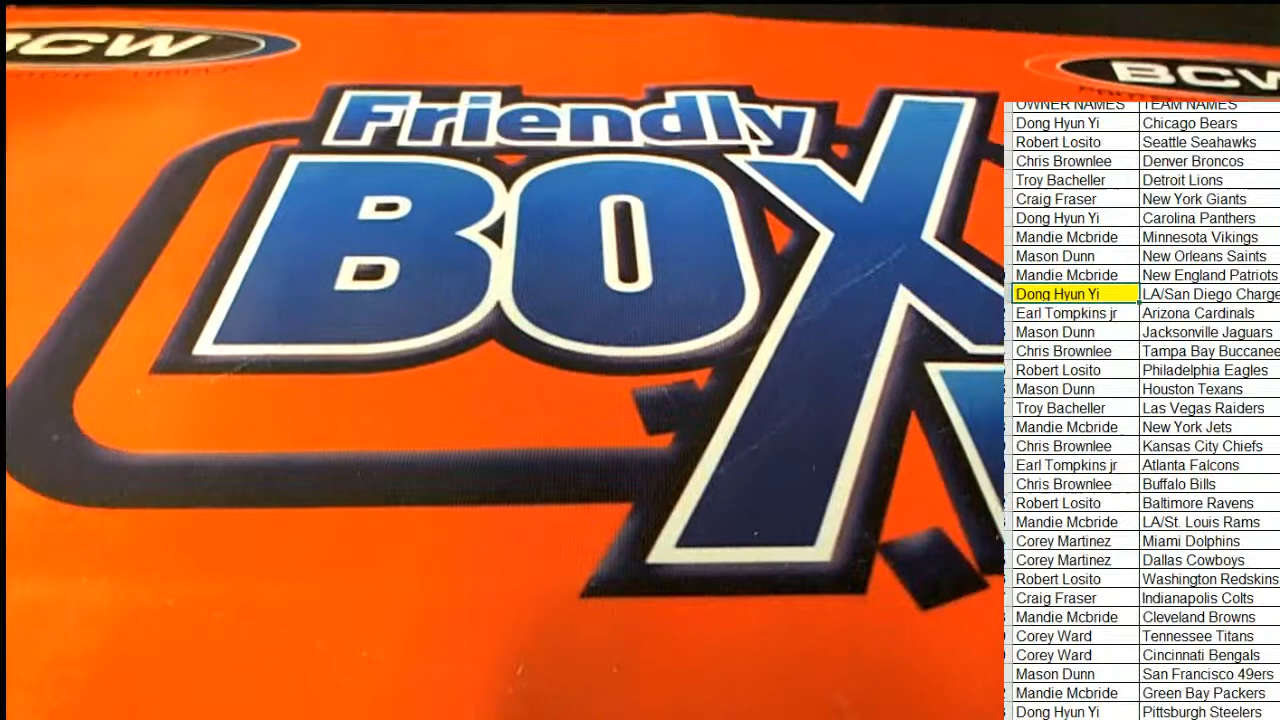 BCW
BCW
Friendly
BOX
OWNER NAMES TEAM NAMES
Dong Hyun Yi Chicago Bears
Robert Losito Seattle Seahawks
Chris Brownlee Denver Broncos
Troy Bacheller Detroit Lions
Craig Fraser New York Giants
Dong Hyun Yi Carolina Panthers
Mandie Mcbride Minnesota Vikings
Mason Dunn New Orleans Saints
Mandie Mcbride New England Patriots
Dong Hyun Yi LA/San Diego Charge
Earl Tompkins jr Arizona Cardinals
Mason Dunn Jacksonville Jaguars
Chris Brownlee Tampa Bay Buccanee
Robert Losito Philadelphia Eagles
Mason Dunn Houston Texans
Troy Bacheller Las Vegas Raiders
Mandie Mcbride New York Jets
Chris Brownlee Kansas City Chiefs
Earl Tompkins jr Atlanta Falcons
Chris Brownlee Buffalo Bills
Robert Losito Baltimore Ravens
Mandie Mcbride LA/St. Louis Rams
Corey Martinez Miami Dolphins
Corey Martinez Dallas Cowboys
Robert Losito Washington Redskins
Craig Fraser Indianapolis Colts
Mandie Mcbride Cleveland Browns
Corey Ward Tennessee Titans
Corey Ward Cincinnati Bengals
Mason Dunn San Francisco 49ers
Mandie Mcbride Green Bay Packers
Dong Hyun Yi Pittsburgh Steelers